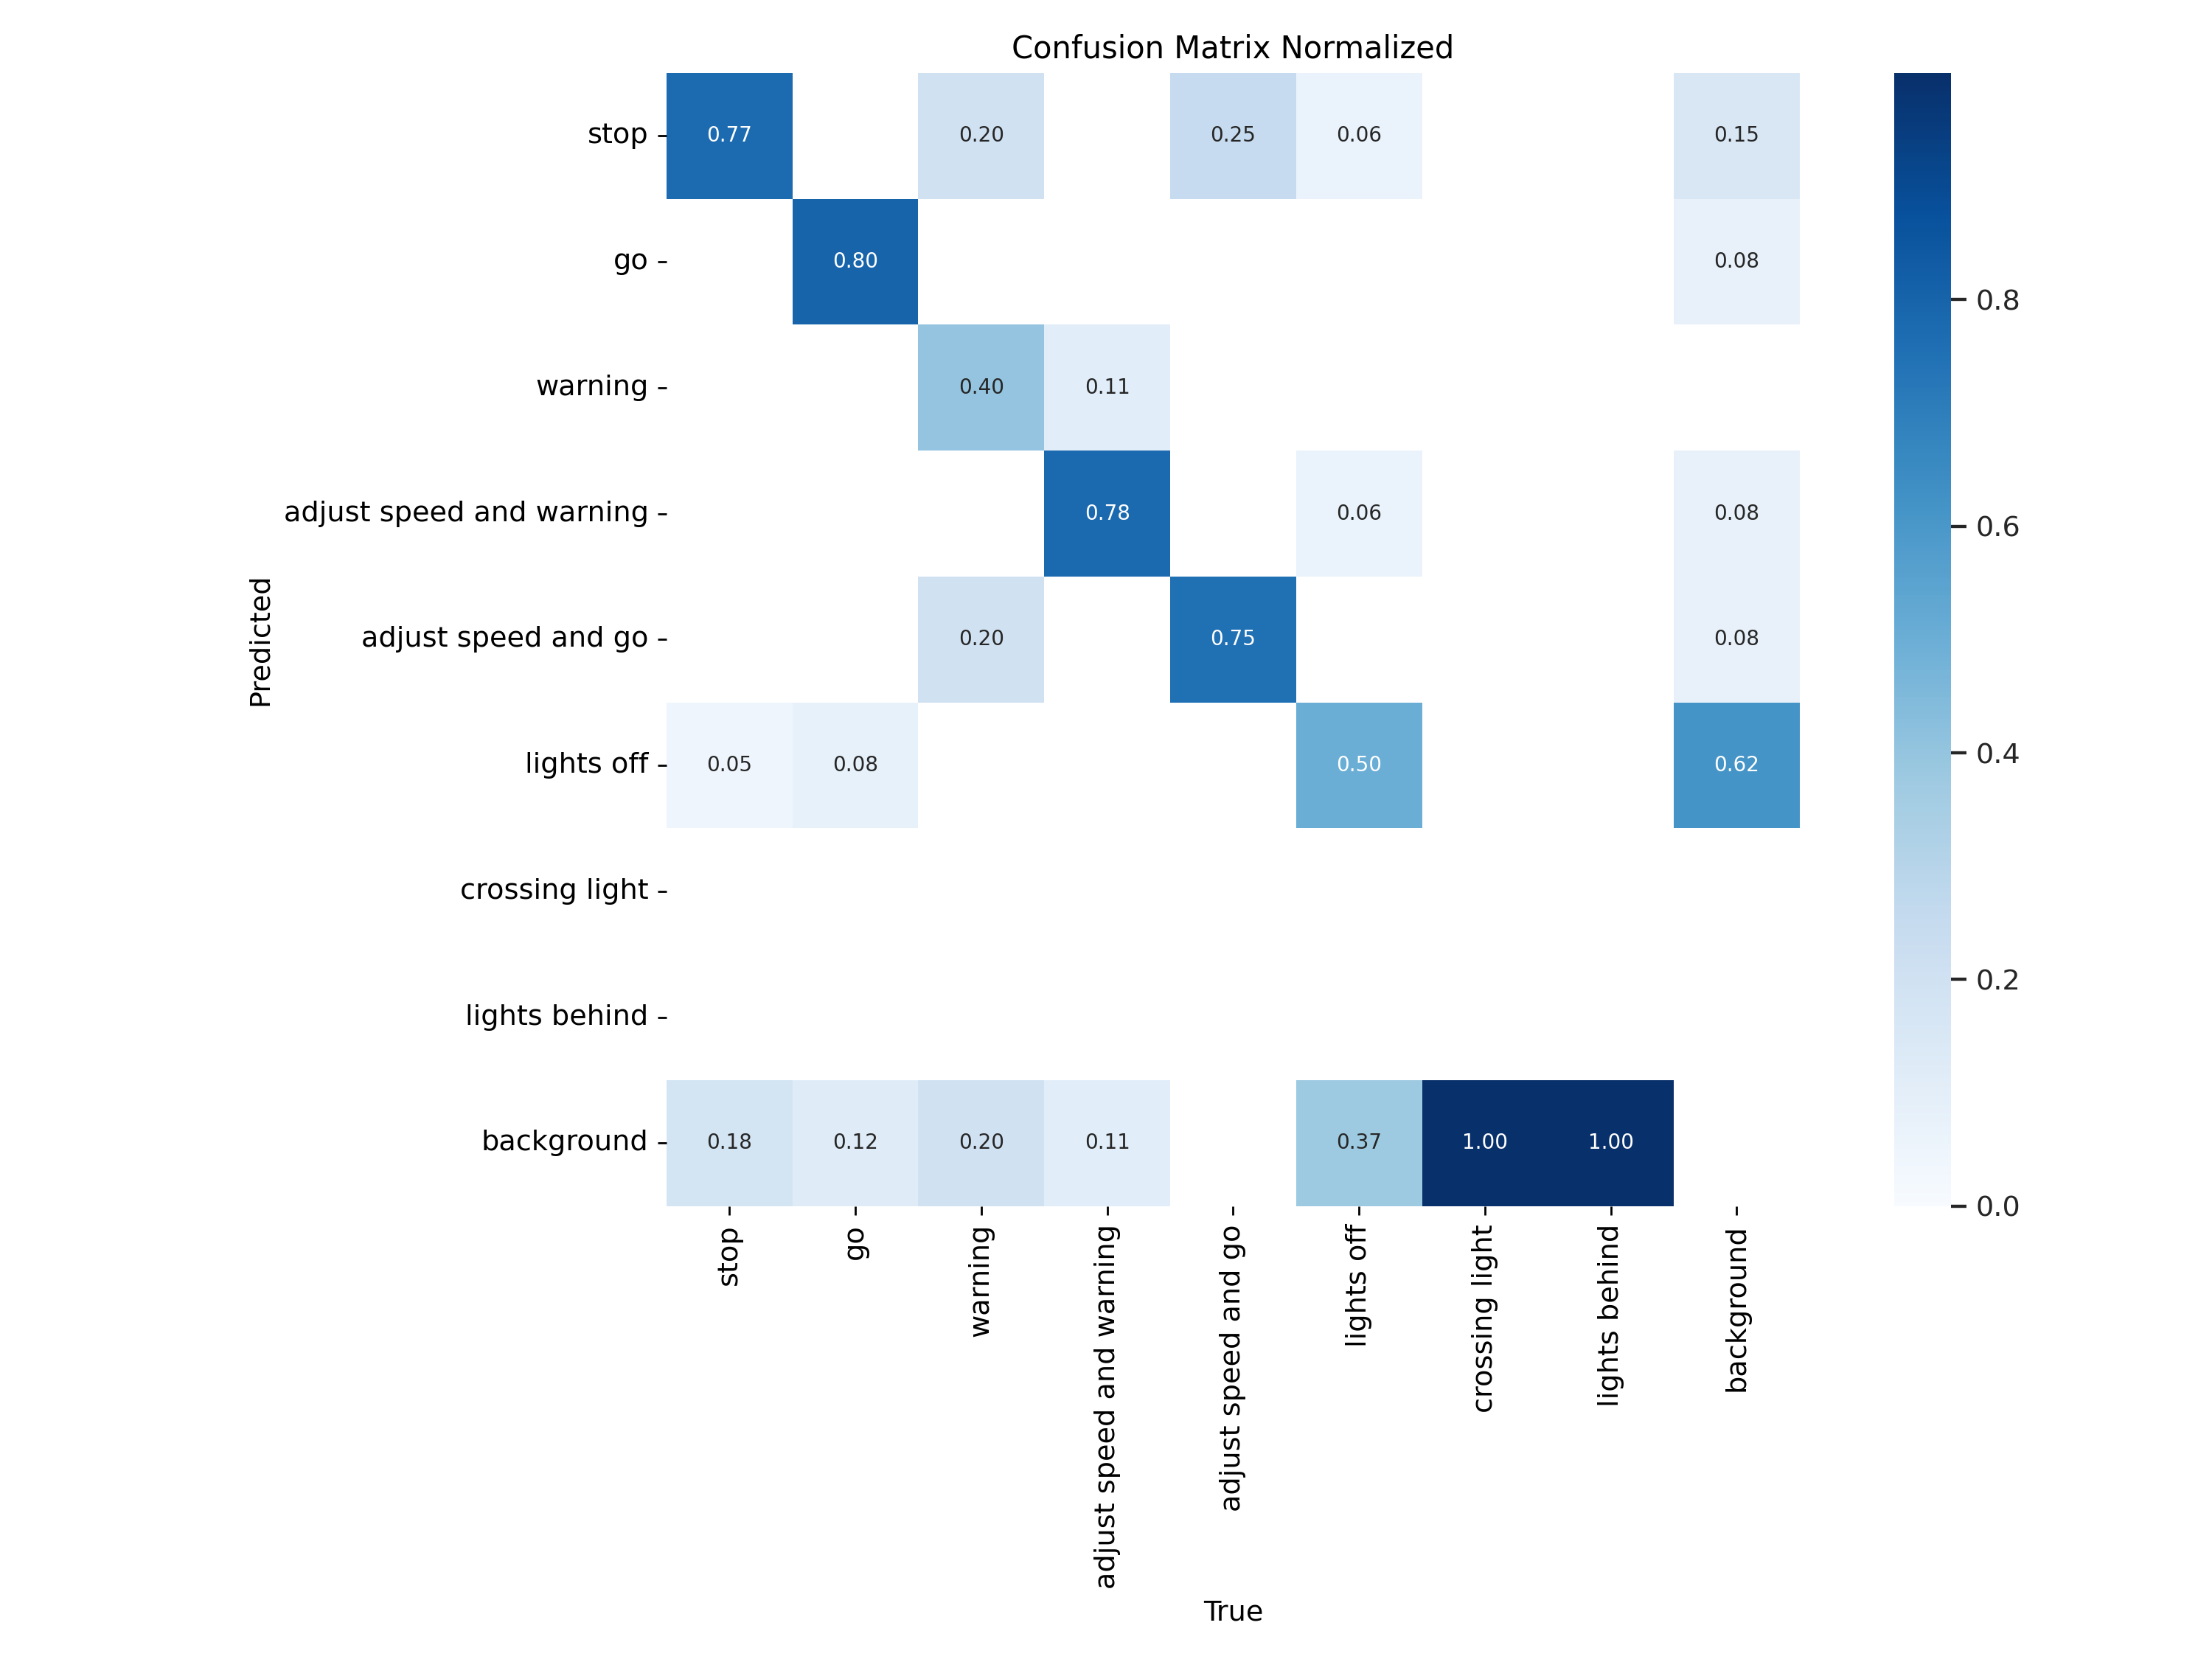 Confusion Matrix Normalized
stop 0.77 0.20 0.25 0.06 0.15
go 0.80 0.08
0.8
warning 0.40 0.11
adjust speed and warning 0.78 0.06 0.08
0.6
Predicted
adjust speed and go 0.20 0.75 0.08
lights off 0.05 0.08 0.50 0.62
0.4
crossing light
0.2
lights behind
background 0.18 0.12 0.20 0.11 0.37 1.00 1.00
0.0
stop
go
warning
adjust speed and warning
adjust speed and go
lights off
crossing light
lights behind
background
True